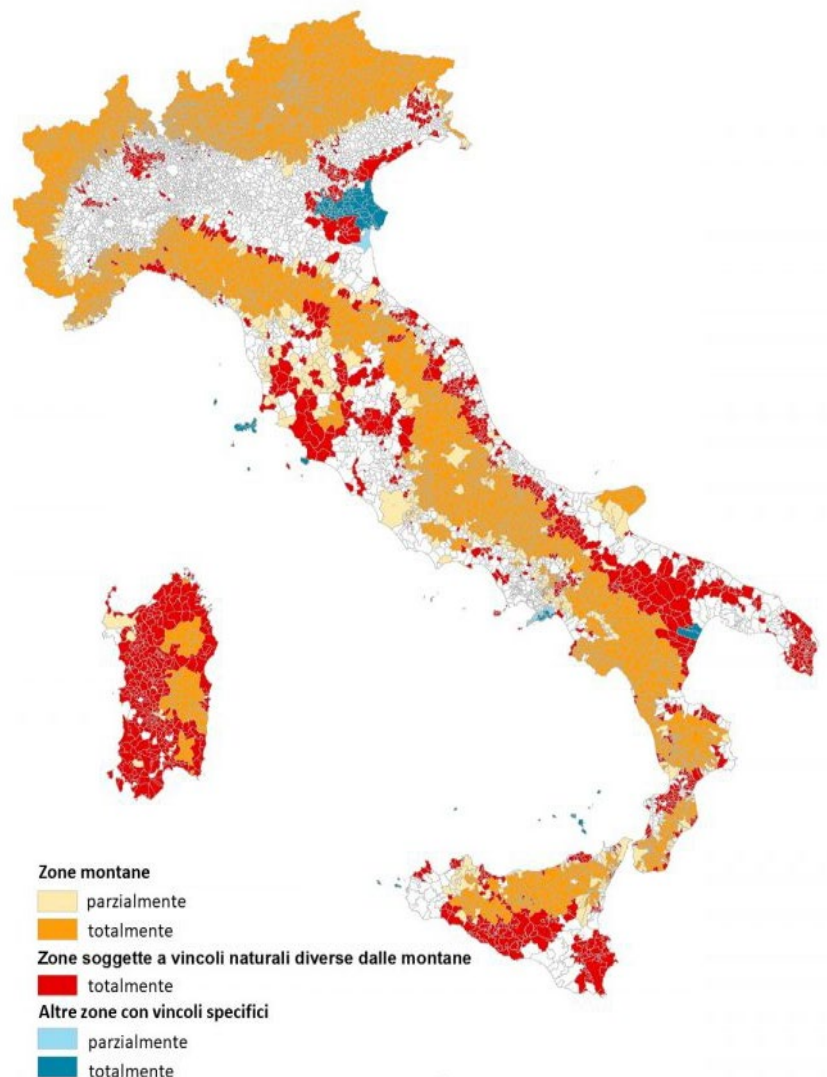 Zone montane
parzialmente
totalmente
Zone soggette a vincoli naturali diverse dalle montane
totalmente
Altre zone con vincoli specifici
parzialmente
totalmente